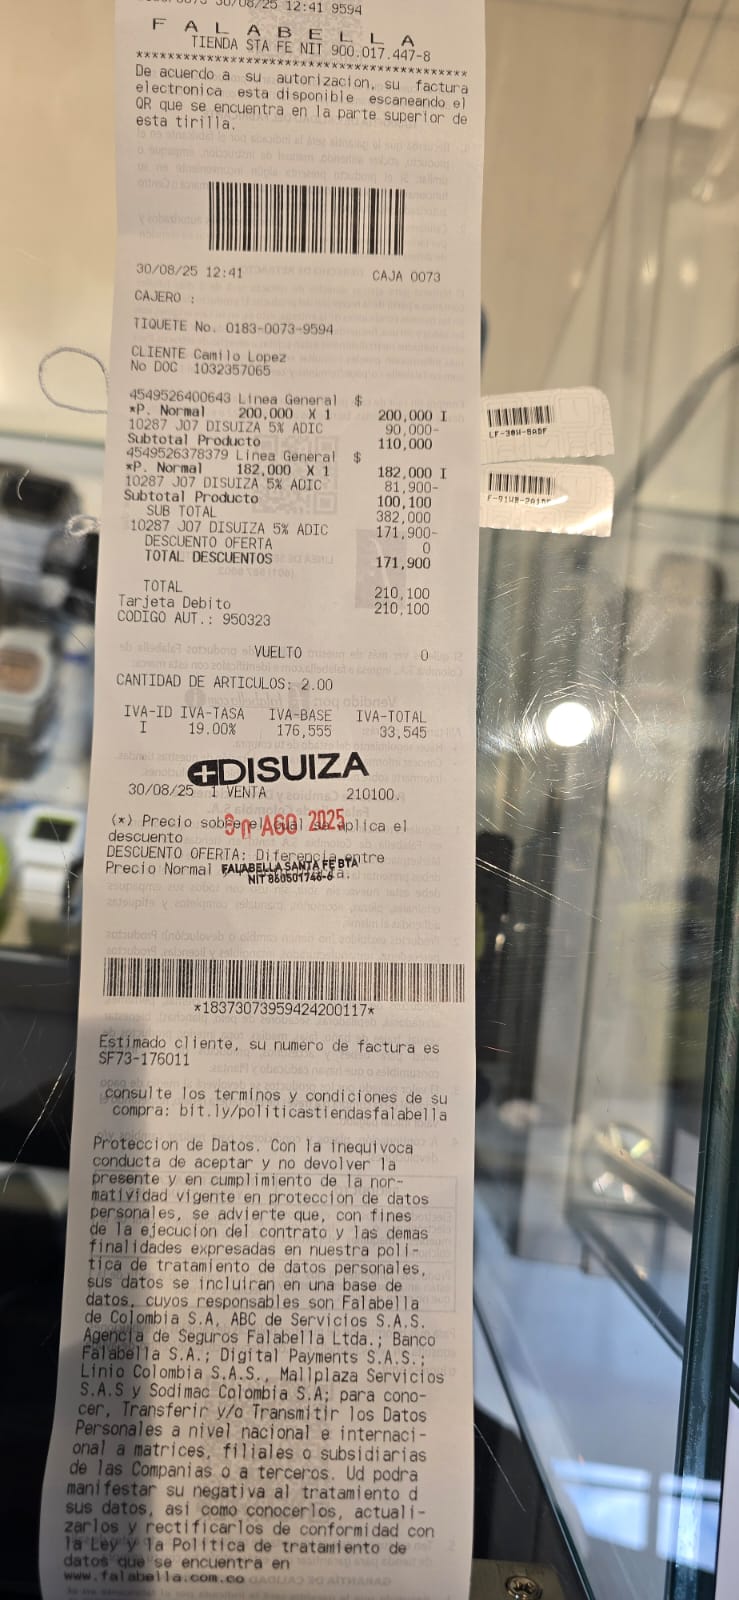 30/08/25 12:41 9594
F A L A B E L L A
TIENDA STA FE NIT 900.017.447-8
****************************************
De acuerdo a su autorizacion, su factura
electronica esta disponible escaneando el
QR que se encuentra en la parte superior de
esta tirilla.
30/08/25 12:41 CAJA 0073
CAJERO :
TIQUETE No. 0183-0073-9594
CLIENTE Camilo Lopez
No DOC 1032357065
4549526400643 Linea General $
*P. Normal 200,000 X 1 200,000 I
10287 J07 DISUIZA 5% ADIC 90,000-
Subtotal Producto 110,000
4549526378379 Linea General $
*P. Normal 182,000 X 1 182,000 I
10287 J07 DISUIZA 5% ADIC 81,900-
Subtotal Producto 100,100
SUB TOTAL 382,000
10287 J07 DISUIZA 5% ADIC 171,900-
DESCUENTO OFERTA 0
TOTAL DESCUENTOS 171,900
TOTAL 210,100
Tarjeta Debito 210,100
CODIGO AUT.: 950323
VUELTO 0
CANTIDAD DE ARTICULOS: 2.00
IVA-ID IVA-TASA IVA-BASE IVA-TOTAL
I 19.00% 176,555 33,545
DISUIZA
30/08/25 1 VENTA 210100.
(*) Precio sobre el cual se aplica el
AGO 2025
descuento
DESCUENTO OFERTA: Diferencia entre
Precio Normal
FALABELLA SANTA FE BTA
NIT 860501746-6
*18373073959424200117*
Estimado cliente, su numero de factura es
SF73-176011
consulte los terminos y condiciones de su
compra: bit.ly/politicastiendasfalabella
Proteccion de Datos. Con la inequivoca
conducta de aceptar y no devolver la
presente y en cumplimiento de la nor-
matividad vigente en proteccion de datos
personales, se advierte que, con fines
de la ejecucion del contrato y las demas
finalidades expresadas en nuestra poli-
tica de tratamiento de datos personales,
sus datos se incluiran en una base de
datos, cuyos responsables son Falabella
de Colombia S.A, ABC de Servicios S.A.S.
Agencia de Seguros Falabella Ltda.; Banco
Falabella S.A.; Digital Payments S.A.S.;
Linio Colombia S.A.S., Mallplaza Servicios
S.A.S y Sodimac Colombia S.A; para cono-
cer, Transferir y/o Transmitir los Datos
Personales a nivel nacional e internaci-
onal a matrices, filiales o subsidiarias
de las Companias o a terceros. Ud podra
manifestar su negativa al tratamiento d
sus datos, asi como conocerlos, actuali-
zarlos y rectificarlos de conformidad con
la Ley y la Politica de tratamiento de
datos que se encuentra en
www.falabella.com.co
LF-30W-8ADF
F-91WB-2A1DF